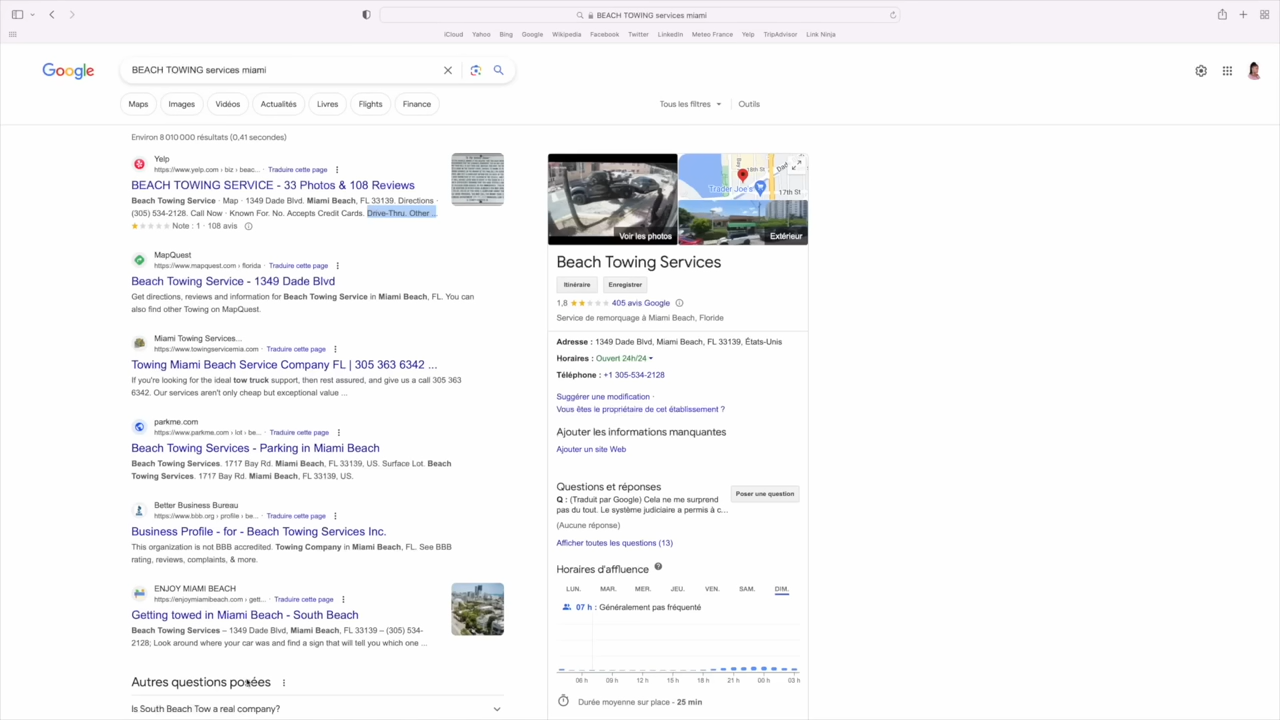 BEACH TOWING services miami
iCloud Yahoo Bing Google Wikipedia Facebook Twitter LinkedIn Meteo France Yelp TripAdvisor Link Ninja
Google
BEACH TOWING services miami
Maps Images Vidéos Actualités Livres Flights Finance
Tous les filtres Outils
Environ 8 010 000 résultats (0,41 secondes)
Yelp
https://www.yelp.com › biz › beac... Traduire cette page
BEACH TOWING SERVICE - 33 Photos & 108 Reviews
Beach Towing Service · Map · 1349 Dade Blvd. Miami Beach, FL 33139. Directions ·
(305) 534-2128. Call Now · Known For. No. Accepts Credit Cards. Drive-Thru. Other ...
Note : 1 · 108 avis
MapQuest
https://www.mapquest.com › florida · Traduire cette page
Beach Towing Service - 1349 Dade Blvd
Get directions, reviews and information for Beach Towing Service in Miami Beach, FL. You can
also find other Towing on MapQuest.
Miami Towing Services...
https://www.towingservicemia.com · Traduire cette page
Towing Miami Beach Service Company FL | 305 363 6342 ...
If you're looking for the ideal tow truck support, then rest assured, and give us a call 305 363
6342. Our services aren't only cheap but exceptional value ...
parkme.com
https://www.parkme.com › lot › be... · Traduire cette page
Beach Towing Services - Parking in Miami Beach
Beach Towing Services. 1717 Bay Rd. Miami Beach, FL 33139, US. Surface Lot. Beach
Towing Services. 1717 Bay Rd. Miami Beach, FL 33139, US.
Better Business Bureau
https://www.bbb.org › profile › be... · Traduire cette page
Business Profile - for - Beach Towing Services Inc.
This organization is not BBB accredited. Towing Company in Miami Beach, FL. See BBB
rating, reviews, complaints, & more.
ENJOY MIAMI BEACH
https://enjoymiamibeach.com › gett... · Traduire cette page
Getting towed in Miami Beach - South Beach
Beach Towing Services – 1349 Dade Blvd, Miami Beach, FL 33139 – (305) 534-
2128; Look around where your car was and find a sign that will tell you which one ...
Autres questions posées
Is South Beach Tow a real company?
Trader Joe's
17th St
Voir les photos
Extérieur
Beach Towing Services
Itinéraire Enregistrer
1,8 405 avis Google
Service de remorquage à Miami Beach, Floride
Adresse : 1349 Dade Blvd, Miami Beach, FL 33139, États-Unis
Horaires : Ouvert 24h/24
Téléphone : +1 305-534-2128
Suggérer une modification ·
Vous êtes le propriétaire de cet établissement ?
Ajouter les informations manquantes
Ajouter un site Web
Questions et réponses
Poser une question
Q : (Traduit par Google) Cela ne me surprend
pas du tout. Le système judiciaire a permis à c...
(Aucune réponse)
Afficher toutes les questions (13)
Horaires d'affluence
LUN. MAR. MER. JEU. VEN. SAM. DIM.
07 h : Généralement pas fréquenté
06 h 09 h 12 h 15 h 18 h 21 h 00 h 03 h
Durée moyenne sur place - 25 min